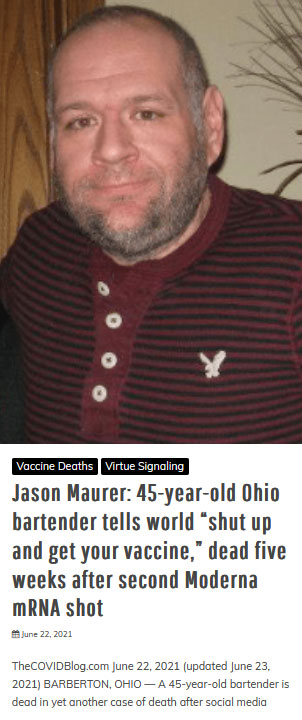 Vaccine Deaths Virtue Signaling
Jason Maurer: 45-year-old Ohio
bartender tells world “shut up
and get your vaccine,” dead five
weeks after second Moderna
mRNA shot
June 22, 2021
TheCOVIDBlog.com June 22, 2021 (updated June 23,
2021) BARBERTON, OHIO — A 45-year-old bartender is
dead in yet another case of death after social media